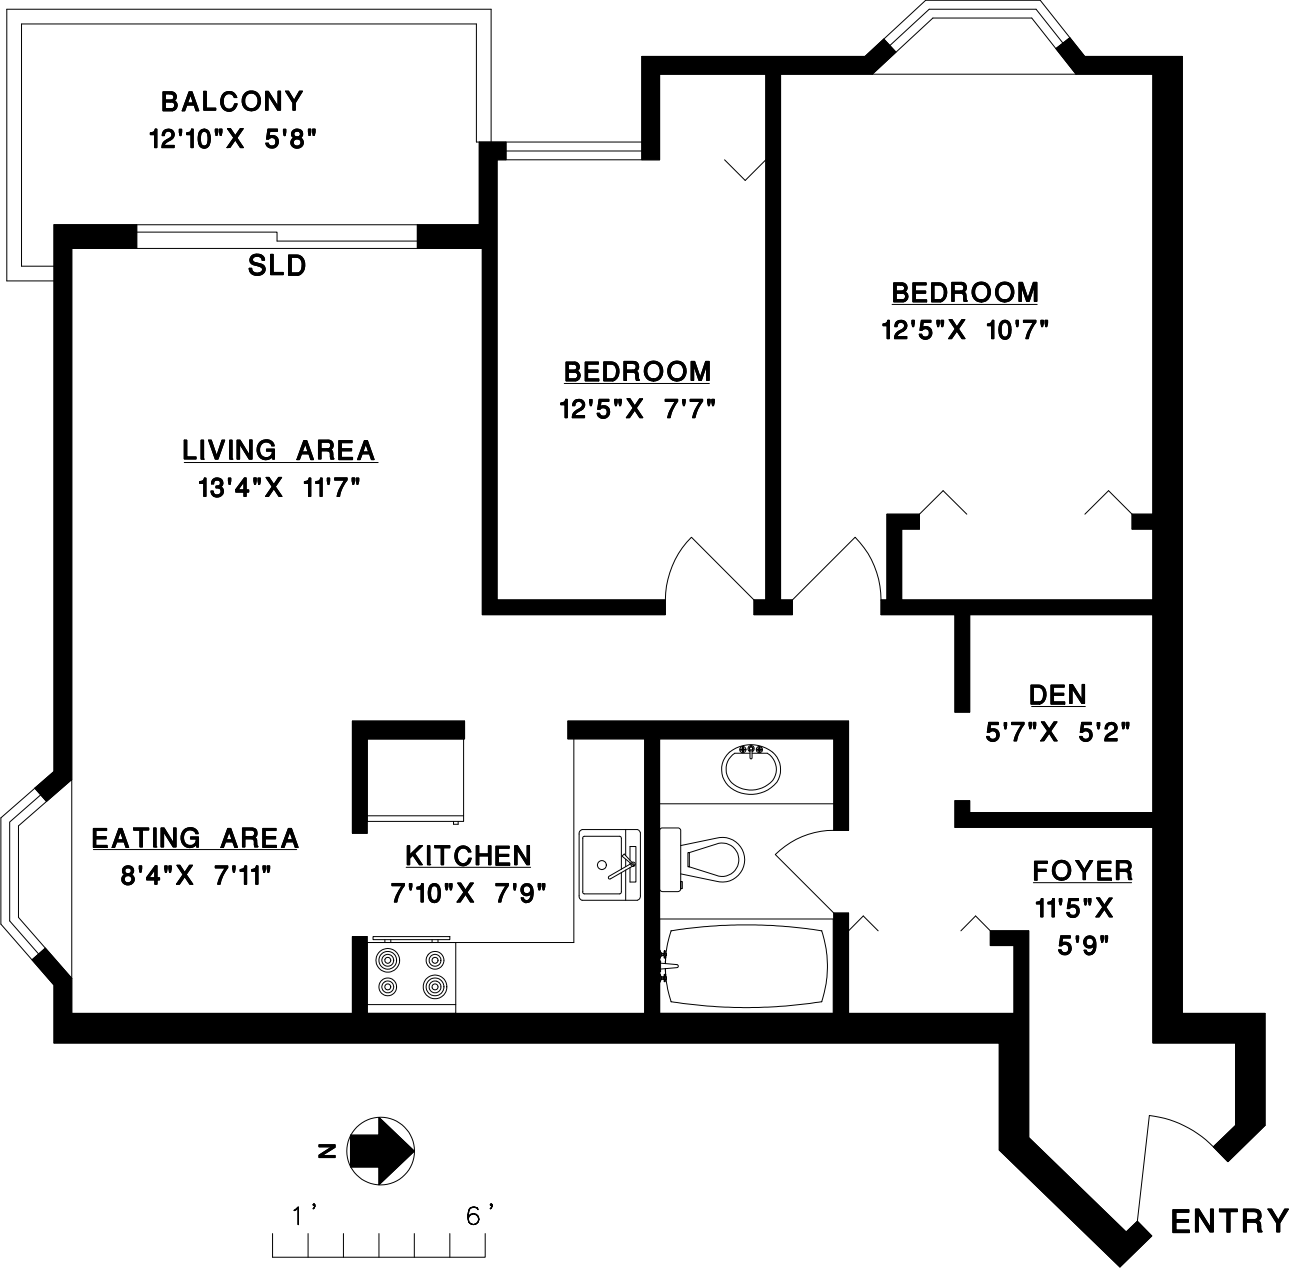 BALCONY
12'10"X 5'8"
SLD
BEDROOM
12'5"X 10'7"
BEDROOM
12'5"X 7'7"
LIVING AREA
13'4"X 11'7"
DEN
5'7"X 5'2"
EATING AREA
8'4"X 7'11"
KITCHEN
7'10"X 7'9"
FOYER
11'5"X
5'9"
N
1' 6'
ENTRY